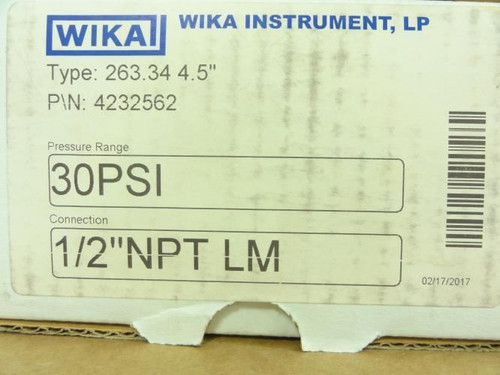 WIKA WIKA INSTRUMENT, LP
Type: 263.34 4.5"
P\N: 4232562
Pressure Range
30PSI
Connection
1/2"NPT LM
02/17/2017